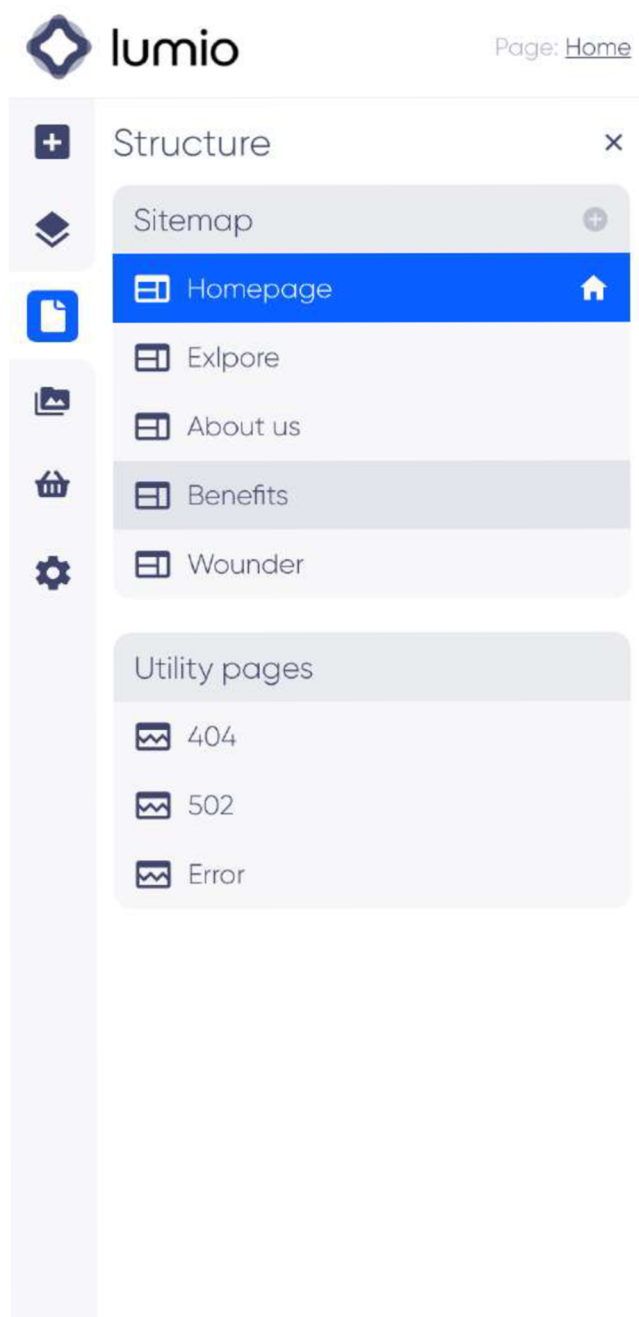 lumio
Page: Home
Structure
Sitemap
Homepage
Exlpore
About us
Benefits
Wounder
Utility pages
404
502
Error